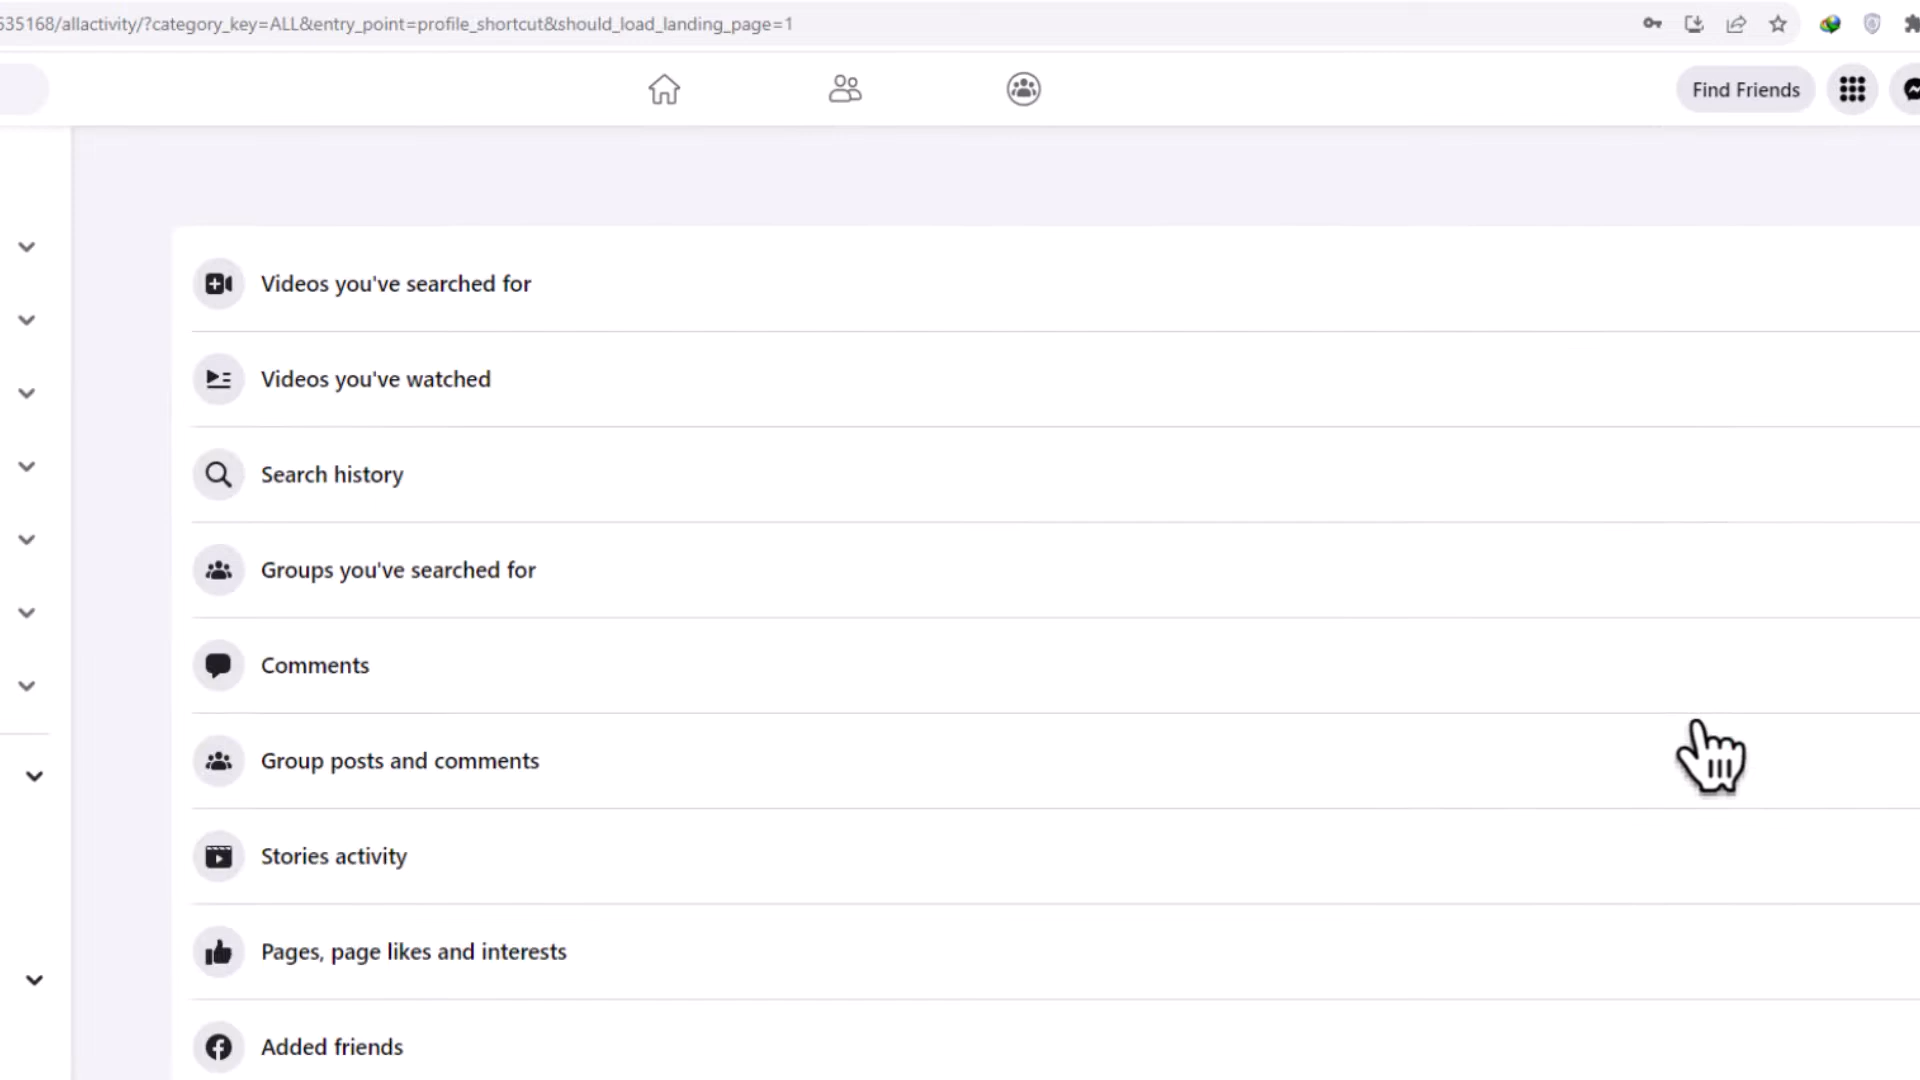 535168/allactivity/?category_key=ALL&entry_point=profile_shortcut&should_load_landing_page=1
Find Friends
Videos you've searched for
Videos you've watched
Search history
Groups you've searched for
Comments
Group posts and comments
Stories activity
Pages, page likes and interests
Added friends